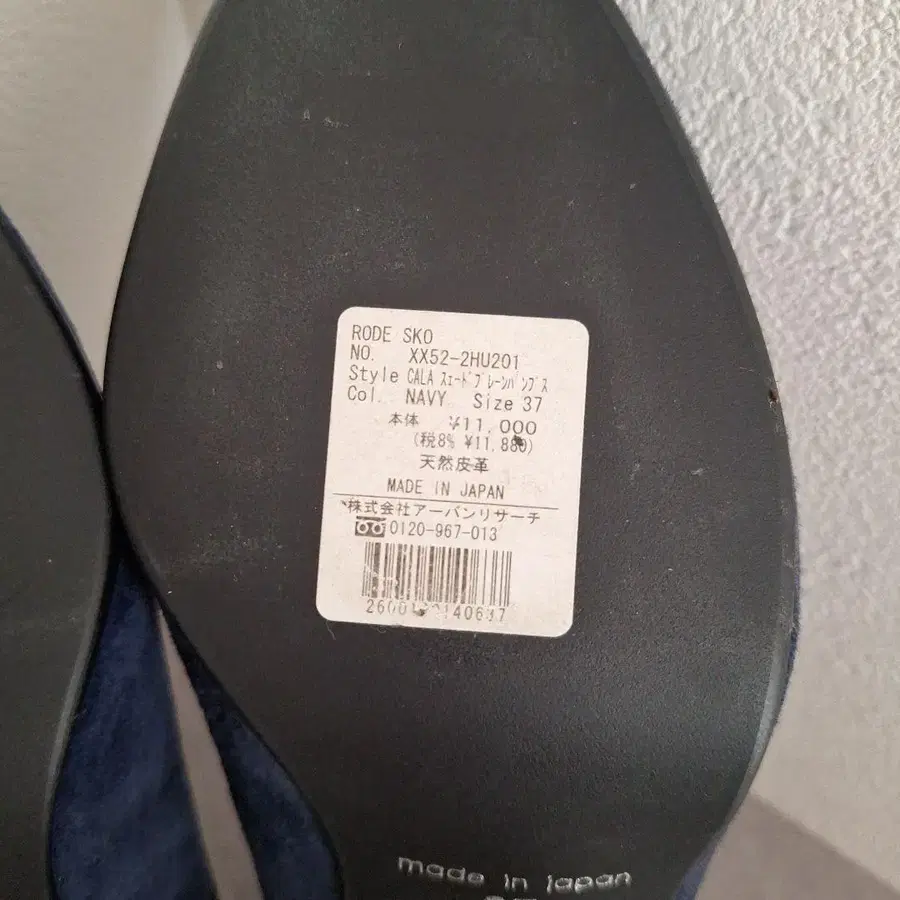 RODE SKO
NO. XX52-2HU201
Style CALA ｽｴｰﾄﾞﾌﾟﾚｰﾝﾊﾟﾝﾌﾟｽ
Col. NAVY Size 37
本体 ¥11,000
(税8% ¥11,880)
天然皮革
MADE IN JAPAN
株式会社アーバンリサーチ
0120-967-013
made in japan